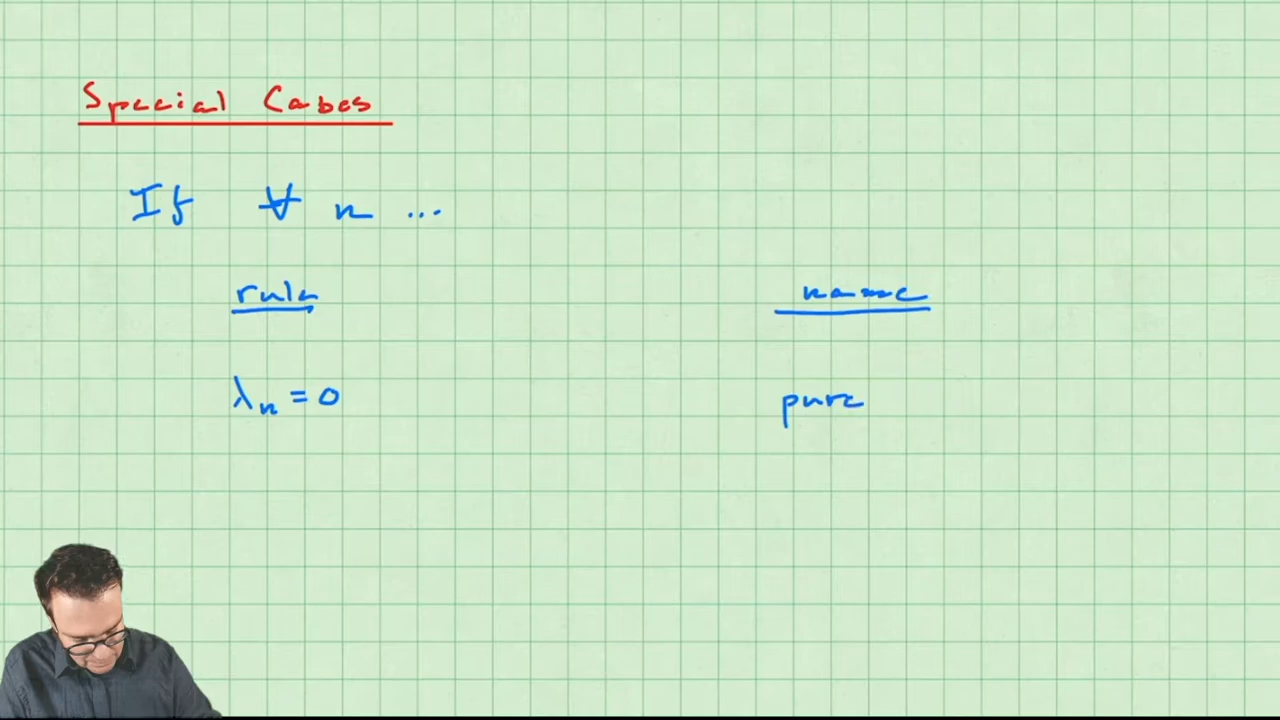 Special Cases
If ∀ n ...
rule name
λn = 0 pure